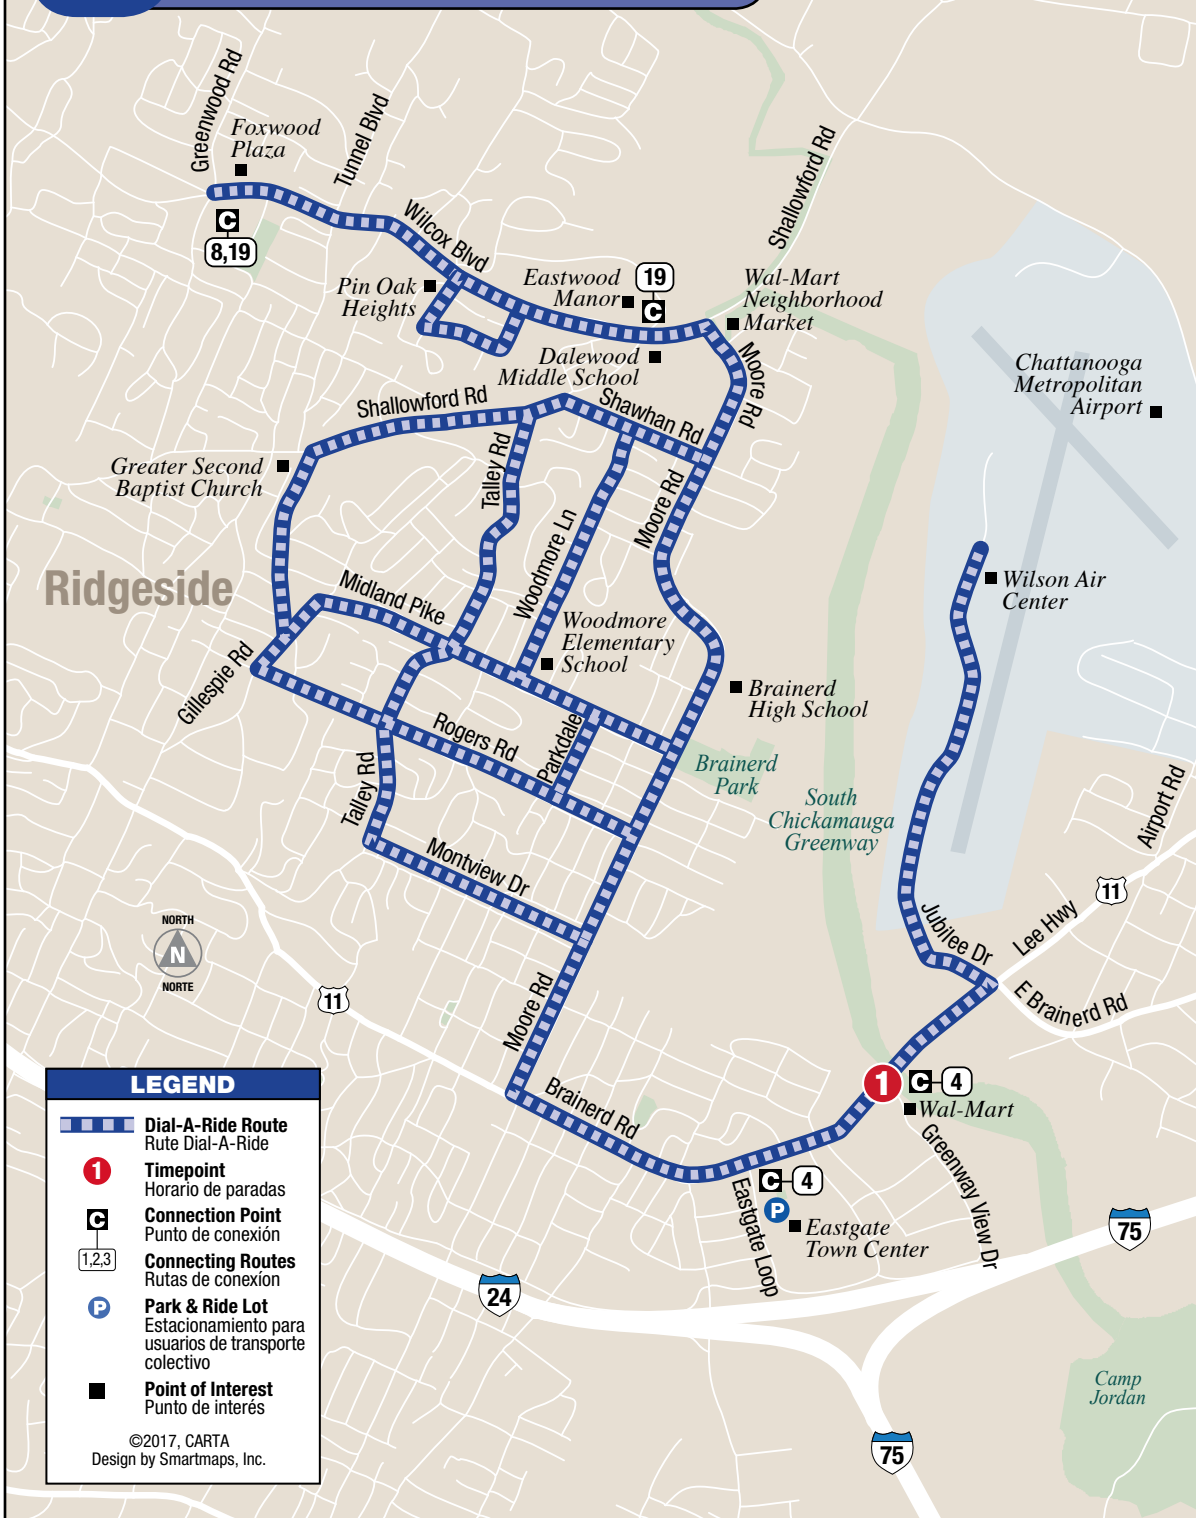 Greenwood Rd
Foxwood
Plaza
Tunnel Blvd
C
8,19
Wilcox Blvd
Shallowford Rd
Pin Oak
Heights
Eastwood
Manor
19
C
Wal-Mart
Neighborhood
Market
Dalewood
Middle School
Moore Rd
Chattanooga
Metropolitan
Airport
Shallowford Rd
Shawhan Rd
Greater Second
Baptist Church
Talley Rd
Moore Rd
Woodmore Ln
Ridgeside
Midland Pike
Wilson Air
Center
Woodmore
Elementary
School
Gillespie Rd
Brainerd
High School
Rogers Rd
Parkdale
Brainerd
Park
South
Chickamauga
Greenway
Talley Rd
Airport Rd
Montview Dr
11
Jubilee Dr
Lee Hwy
NORTH
N
NORTE
11
Moore Rd
E Brainerd Rd
1
C
4
Wal-Mart
Brainerd Rd
Greenway View Dr
C
4
P
Eastgate
Town Center
Eastgate Loop
75
24
75
Camp
Jordan
LEGEND
Dial-A-Ride Route
Rute Dial-A-Ride
1
Timepoint
Horario de paradas
C
Connection Point
Punto de conexión
1,2,3
Connecting Routes
Rutas de conexíon
P
Park & Ride Lot
Estacionamiento para
usuarios de transporte
colectivo
Point of Interest
Punto de interés
©2017, CARTA
Design by Smartmaps, Inc.